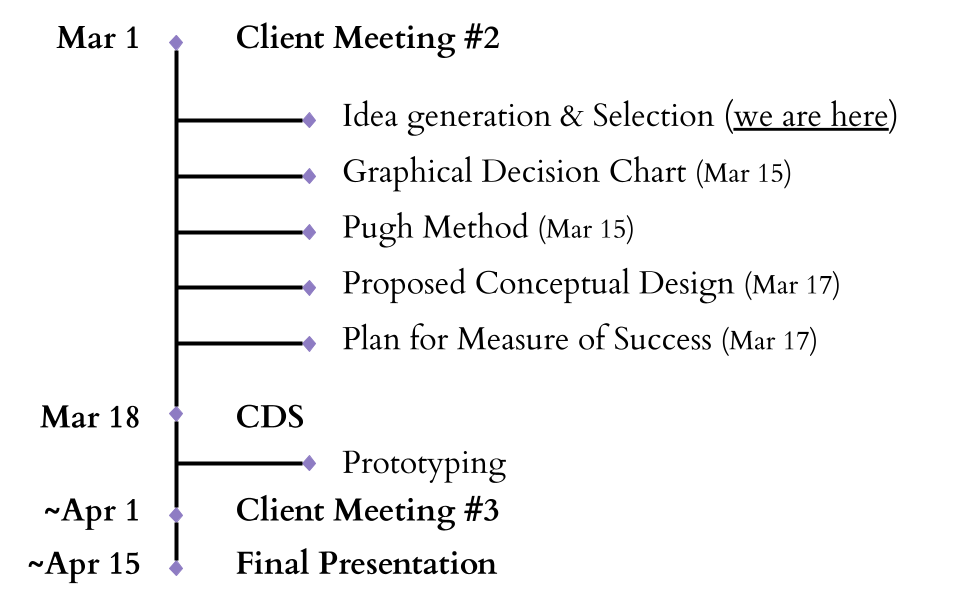 Mar 1 Client Meeting #2
Idea generation & Selection (we are here)
Graphical Decision Chart (Mar 15)
Pugh Method (Mar 15)
Proposed Conceptual Design (Mar 17)
Plan for Measure of Success (Mar 17)
Mar 18 CDS
Prototyping
~Apr 1 Client Meeting #3
~Apr 15 Final Presentation